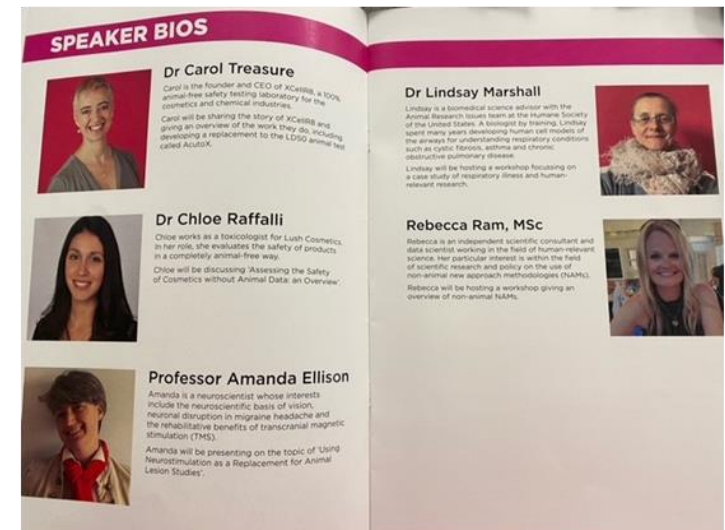 SPEAKER BIOS
Dr Carol Treasure
Carol is the founder and CEO of XCellR8, a 100%
animal-free safety testing laboratory for the
cosmetics and chemical industries.
Carol will be sharing the story of XCellR8 and
giving an overview of the work they do, including
developing a replacement to the LD50 animal test
called AcutoX.
Dr Chloe Raffalli
Chloe works as a toxicologist for Lush Cosmetics.
In her role, she evaluates the safety of products
in a completely animal-free way.
Chloe will be discussing 'Assessing the Safety
of Cosmetics without Animal Data: an Overview'.
Professor Amanda Ellison
Amanda is a neuroscientist whose interests
include the neuroscientific basis of vision,
neuronal disruption in migraine headache and
the rehabilitative benefits of transcranial magnetic
stimulation (TMS).
Amanda will be presenting on the topic of 'Using
Neurostimulation as a Replacement for Animal
Lesion Studies'.
Dr Lindsay Marshall
Lindsay is a biomedical science advisor with the
Animal Research Issues team at the Humane Society
of the United States. A biologist by training, Lindsay
spent many years developing human cell models of
the airways for understanding respiratory conditions
such as cystic fibrosis, asthma and chronic
obstructive pulmonary disease.
Lindsay will be hosting a workshop focussing on
a case study of respiratory illness and human-
relevant research.
Rebecca Ram, MSc
Rebecca is an independent scientific consultant and
data scientist working in the field of human-relevant
science. Her particular interest is within the field
of scientific research and policy on the use of
non-animal new approach methodologies (NAMs).
Rebecca will be hosting a workshop giving an
overview of non-animal NAMs.